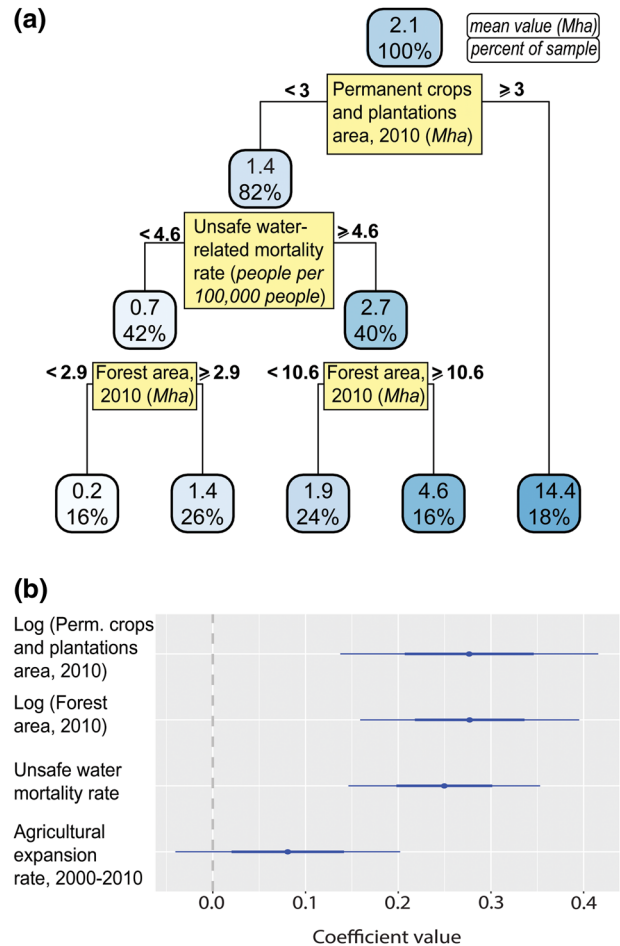 (a)
2.1
100%
mean value (Mha)
percent of sample
< 3
Permanent crops
and plantations
area, 2010 (Mha)
⩾ 3
1.4
82%
< 4.6
Unsafe water-
related mortality
rate (people per
100,000 people)
⩾ 4.6
0.7
42%
2.7
40%
< 2.9
Forest area,
2010 (Mha)
⩾ 2.9
< 10.6
Forest area,
2010 (Mha)
⩾ 10.6
0.2
16%
1.4
26%
1.9
24%
4.6
16%
14.4
18%
(b)
Log (Perm. crops
and plantations
area, 2010)
Log (Forest
area, 2010)
Unsafe water
mortality rate
Agricultural
expansion
rate, 2000-2010
0.0 0.1 0.2 0.3 0.4
Coefficient value